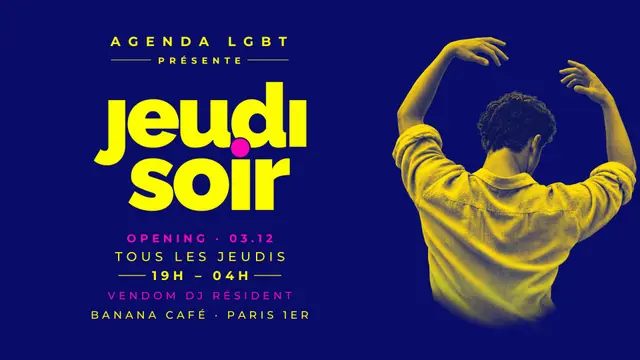 AGENDA LGBT
PRÉSENTE
jeudi
soir
OPENING · 03.12
TOUS LES JEUDIS
19H – 04H
VENDOM DJ RÉSIDENT
BANANA CAFÉ · PARIS 1ER